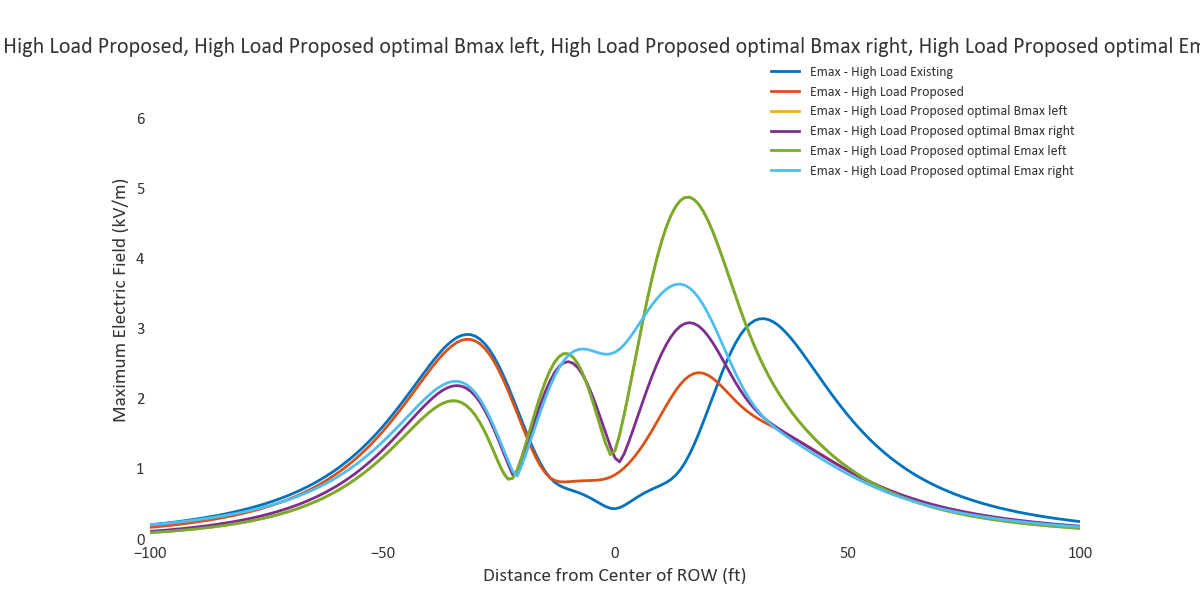 High Load Proposed, High Load Proposed optimal Bmax left, High Load Proposed optimal Bmax right, High Load Proposed optimal Em
Emax - High Load Existing
Emax - High Load Proposed
Emax - High Load Proposed optimal Bmax left
Emax - High Load Proposed optimal Bmax right
Emax - High Load Proposed optimal Emax left
Emax - High Load Proposed optimal Emax right
6
5
4
3
2
1
0
Maximum Electric Field (kV/m)
−100
−50
0
50
100
Distance from Center of ROW (ft)